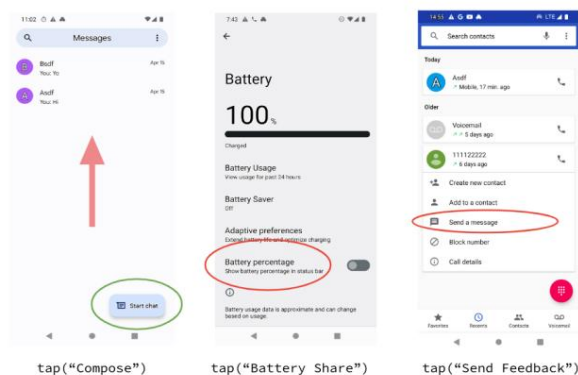 11:02
Messages
Bsdf
You: Yo
Apr 15
Asdf
You: Hi
Apr 15
Start chat
tap("Compose")
7:43
Battery
100 %
Charged
Battery Usage
View usage for past 24 hours
Battery Saver
Off
Adaptive preferences
Extend battery life and optimize charging
Battery percentage
Show battery percentage in status bar
Battery usage data is approximate and can change
based on usage.
tap("Battery Share")
14:56
LTE
Search contacts
Today
A
Asdf
Mobile, 17 min. ago
Older
Voicemail
5 days ago
111122222
6 days ago
Create new contact
Add to a contact
Send a message
Block number
Call details
Favorites Recents Contacts Voicemail
tap("Send Feedback")